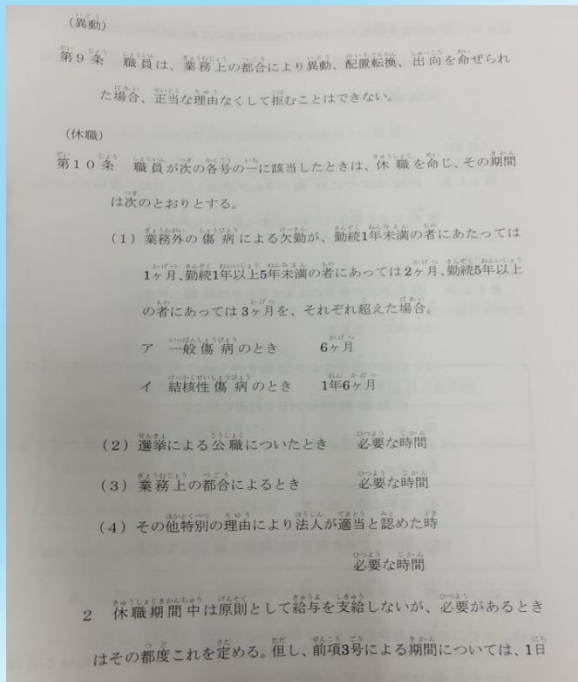 （異動）
第９条　職員は、業務上の都合により異動、配置転換、出向を命ぜられ
た場合、正当な理由なくして拒むことはできない。
（休職）
第１０条　職員が次の各号の一に該当したときは、休職を命じ、その期間
は次のとおりとする。
（１）業務外の傷病による欠勤が、勤続1年未満の者にあたっては
1ヶ月、勤続1年以上5年未満の者にあっては2ヶ月、勤続5年以上
の者にあっては3ヶ月を、それぞれ超えた場合。
ア　一般傷病のとき　6ヶ月
イ　結核性傷病のとき　1年6ヶ月
（２）選挙による公職についたとき　必要な時間
（３）業務上の都合によるとき　必要な時間
（４）その他特別の理由により法人が適当と認めた時
必要な時間
２　休職期間中は原則として給与を支給しないが、必要があるとき
はその都度これを定める。但し、前項3号による期間については、1日